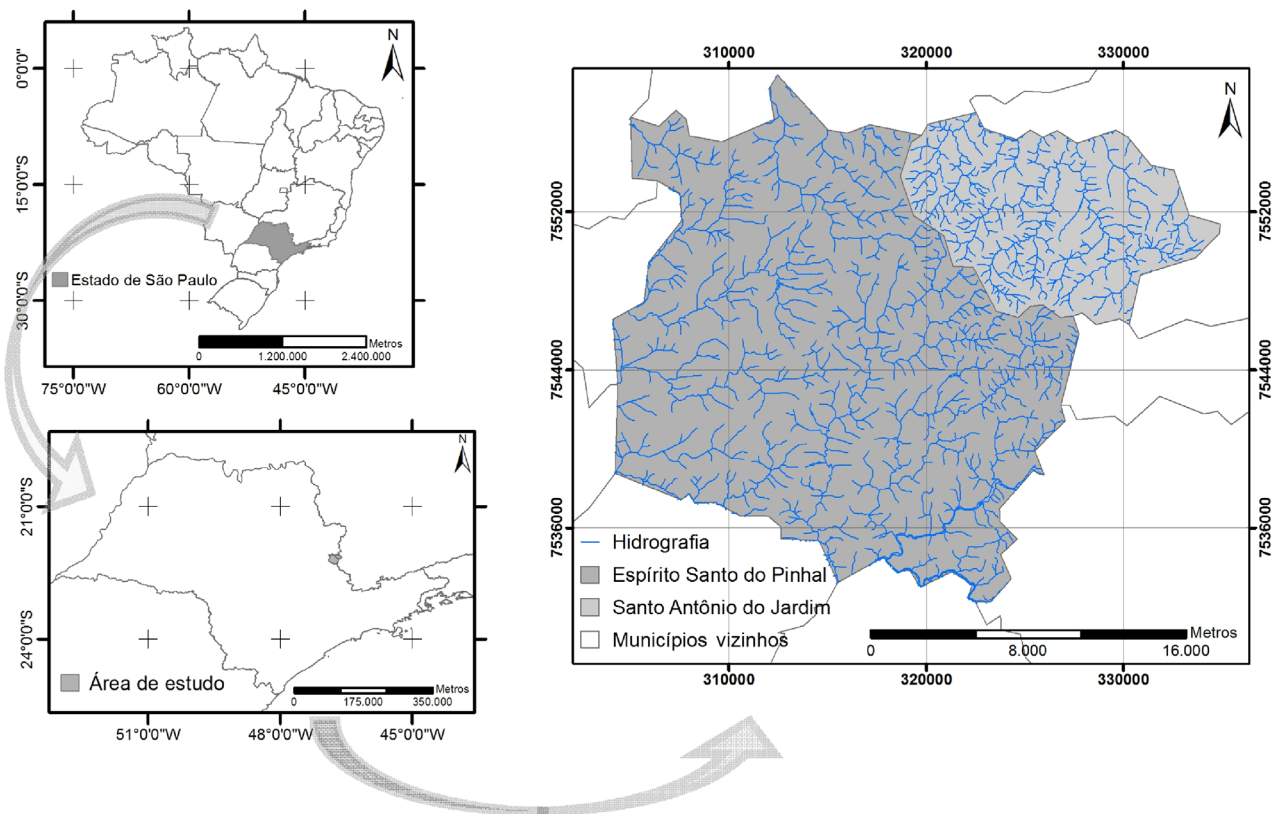 N
0°0'0"
15°0'0"S
30°0'0"S
Estado de São Paulo
Metros
0 1.200.000 2.400.000
75°0'0"W 60°0'0"W 45°0'0"W
N
21°0'0"S
24°0'0"S
Área de estudo
Metros
0 175.000 350.000
51°0'0"W 48°0'0"W 45°0'0"W
310000 320000 330000
N
7552000 7552000
7544000 7544000
7536000 7536000
Hidrografia
Espírito Santo do Pinhal
Santo Antônio do Jardim
Municípios vizinhos
Metros
0 8.000 16.000
310000 320000 330000